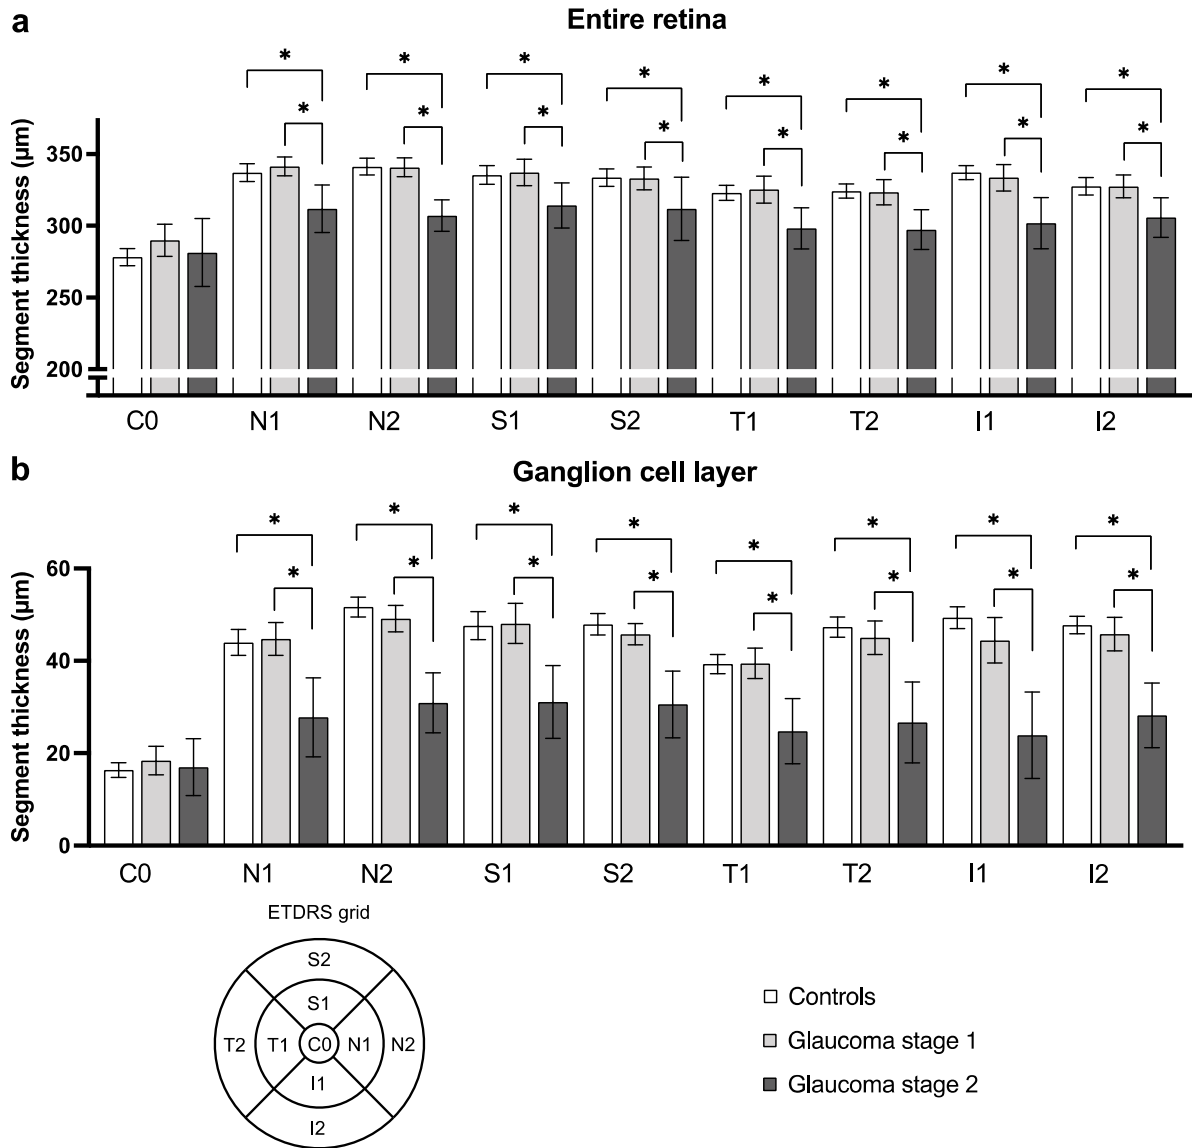 a
Entire retina
* * * * * * * *
* * * * * * * *
Segment thickness (µm)
350
300
250
200
C0 N1 N2 S1 S2 T1 T2 I1 I2
b
Ganglion cell layer
* * * * * * * *
* * * * * * * *
Segment thickness (µm)
60
40
20
0
C0 N1 N2 S1 S2 T1 T2 I1 I2
ETDRS grid
S2
S1
T2 T1 C0 N1 N2
I1
I2
Controls
Glaucoma stage 1
Glaucoma stage 2